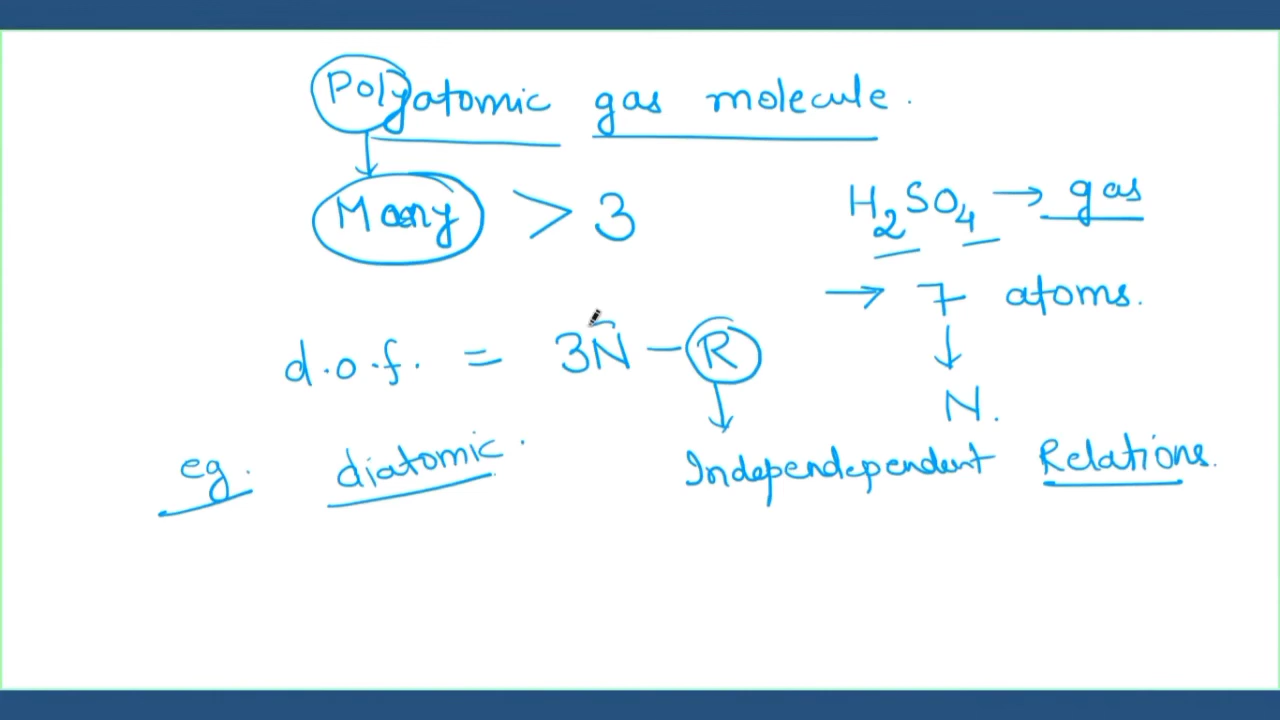 Polyatomic gas molecule.
Many > 3
H₂SO₄ → gas
→ 7 atoms.
↓
N.
d.o.f. = 3N - R
Independependent Relations.
eg. diatomic.